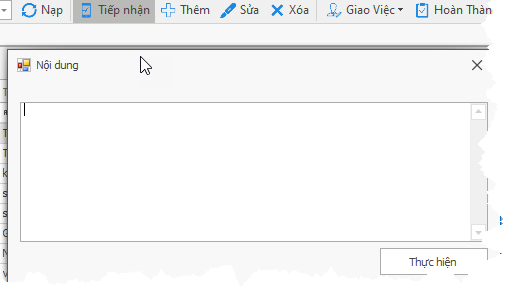 Nạp Tiếp nhận Thêm Sửa Xóa Giao Việc Hoàn Thàn
Nội dung
Thực hiện